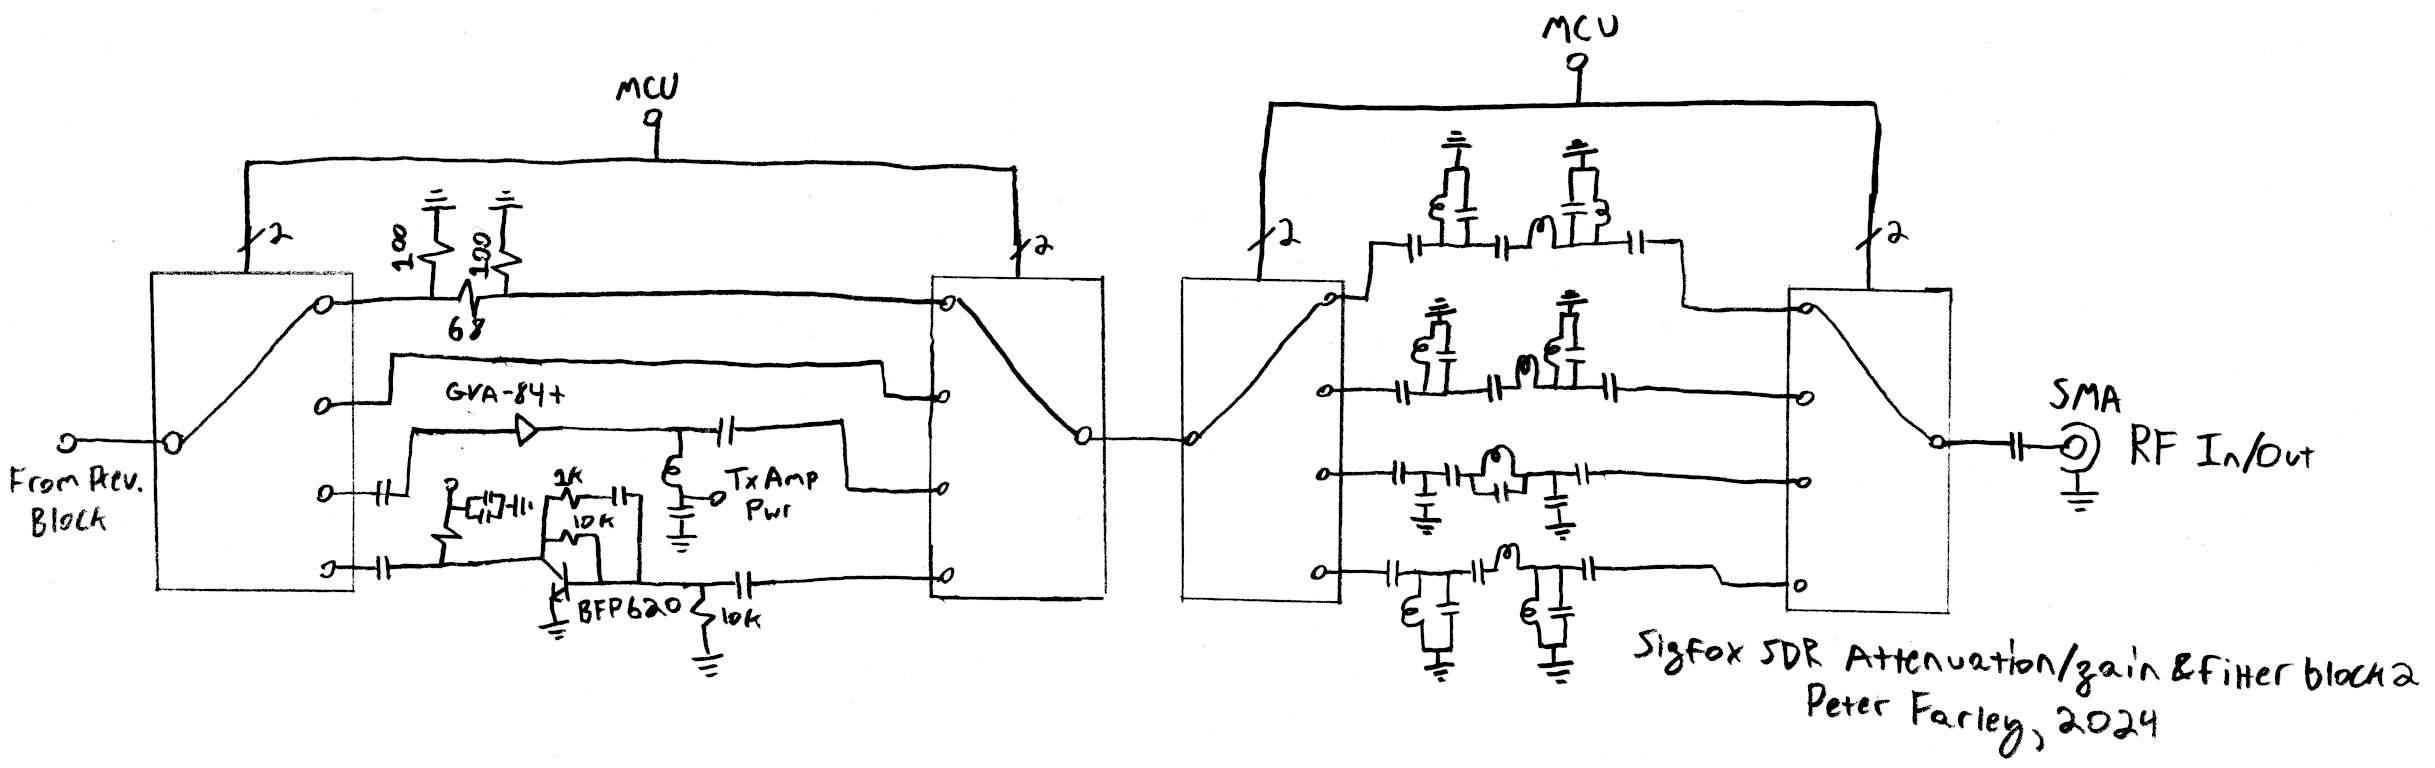 MCU
MCU
2
2
2
2
100
100
68
GVA-84+
From Prev.
Block
Tx Amp
Pwr
1K
10K
BFP620
10K
SMA
RF In/Out
Sigfox SDR Attenuation/gain & filter block 2
Peter Farley, 2024